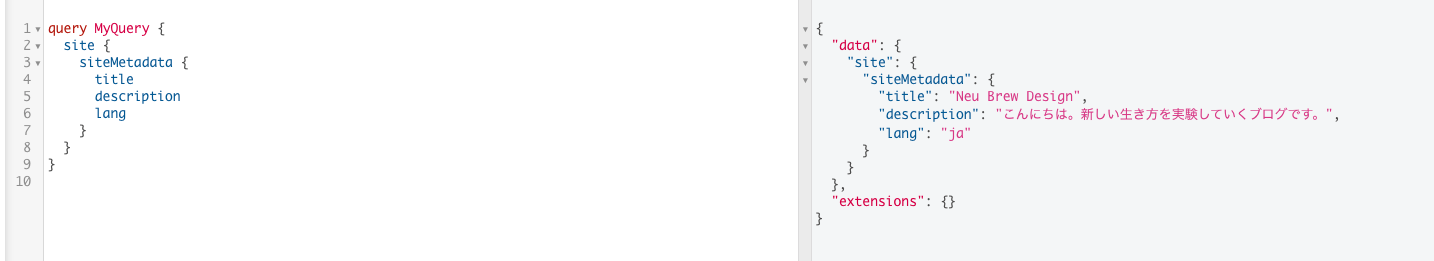 1 query MyQuery {
2 site {
3 siteMetadata {
4 title
5 description
6 lang
7 }
8 }
9 }
10
{
"data": {
"site": {
"siteMetadata": {
"title": "Neu Brew Design",
"description": "こんにちは。新しい生き方を実験していくブログです。",
"lang": "ja"
}
}
},
"extensions": {}
}